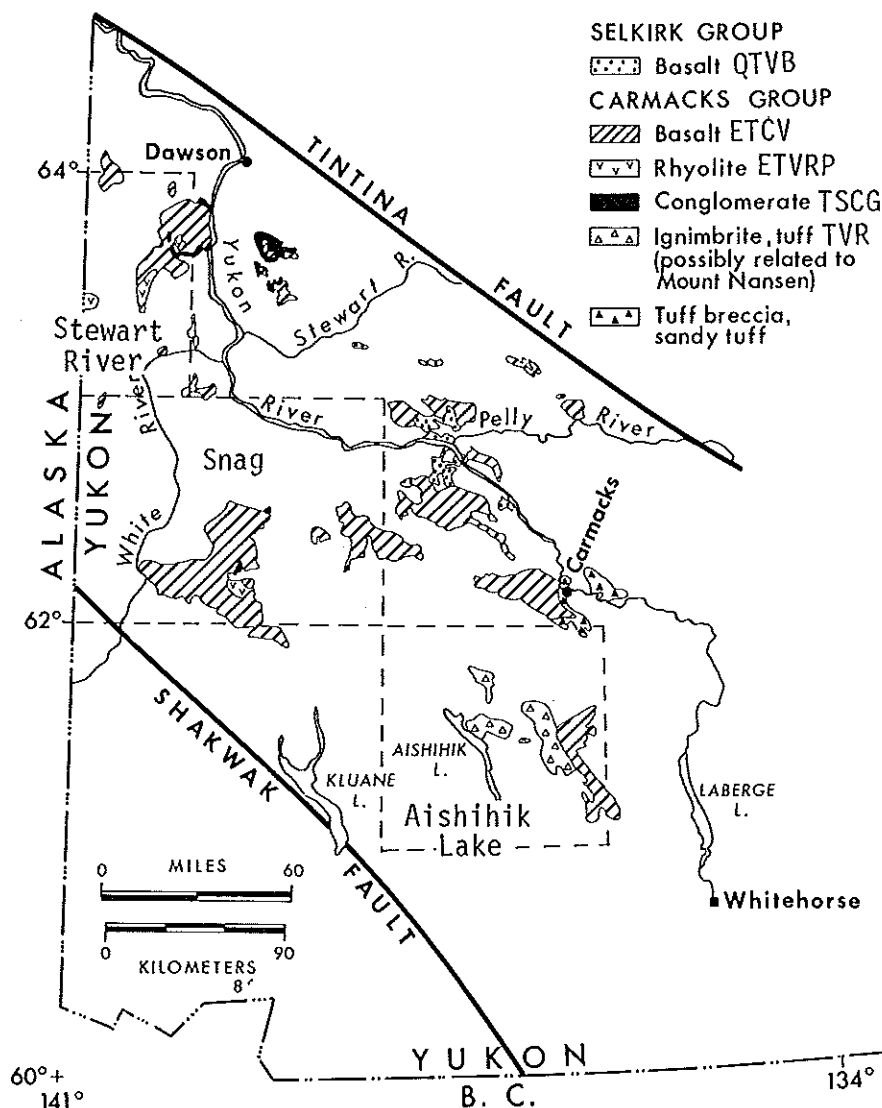 SELKIRK GROUP
Basalt QTVB
CARMACKS GROUP
Basalt ETCV
Rhyolite ETVRP
Conglomerate TSCG
Ignimbrite, tuff TVR
(possibly related to
Mount Nansen)
Tuff breccia,
sandy tuff
Dawson
64°
TINTINA
FAULT
Yukon
Stewart R.
Stewart
River
ALASKA
YUKON
River
White
River
Pelly
River
Snag
Carmacks
62°
SHAKWAK
FAULT
KLUANE
L.
AISHIHIK
L.
Aishihik
Lake
LABERGE
L.
Whitehorse
MILES
0 60
0 90
KILOMETERS
8
YUKON
B. C.
60°
141°
134°